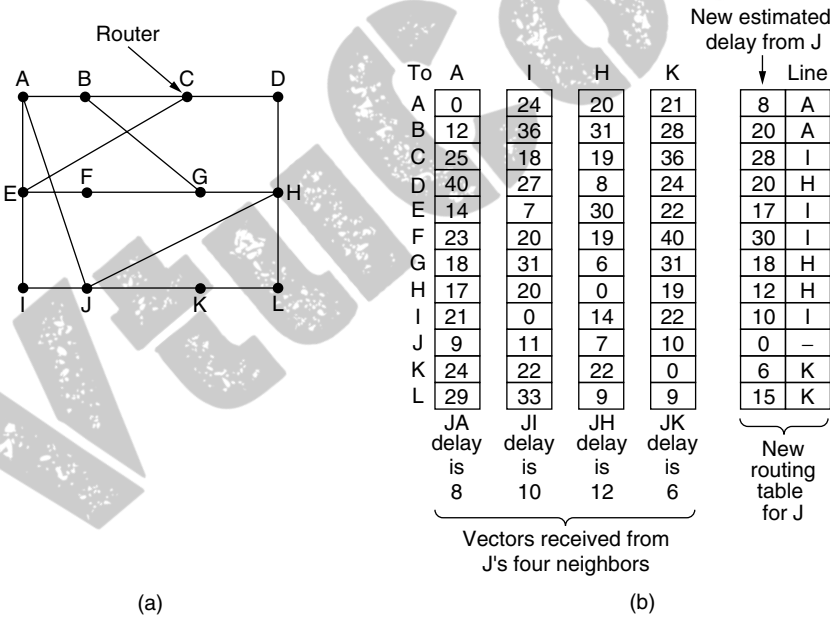 Router
A B C D
E F G H
I J K L
(a)
New estimated
delay from J
To A I H K Line
A 0 24 20 21 8 A
B 12 36 31 28 20 A
C 25 18 19 36 28 I
D 40 27 8 24 20 H
E 14 7 30 22 17 I
F 23 20 19 40 30 I
G 18 31 6 31 18 H
H 17 20 0 19 12 H
I 21 0 14 22 10 I
J 9 11 7 10 0 –
K 24 22 22 0 6 K
L 29 33 9 9 15 K
JA JI JH JK
delay delay delay delay
is is is is
8 10 12 6
New
routing
table
for J
Vectors received from
J's four neighbors
(b)